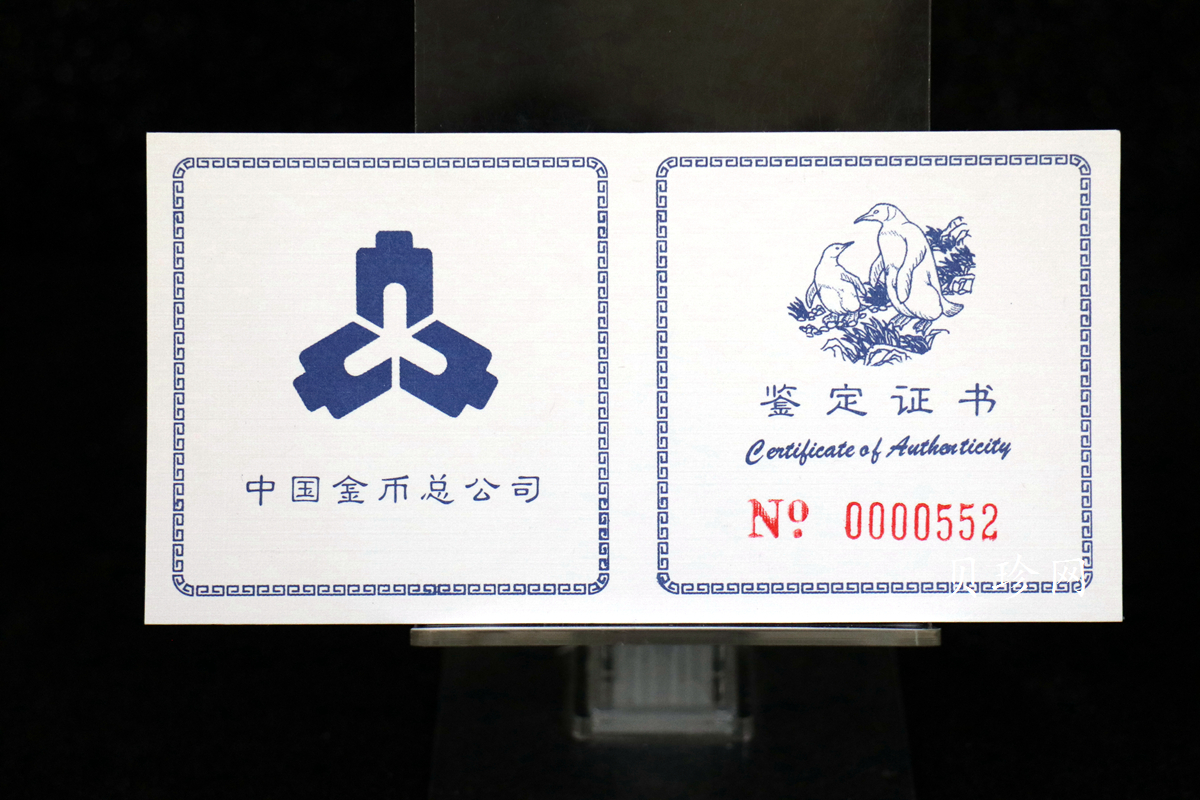 中国金币总公司
鉴定证书
Certificate of Authenticity
Nº 0000552
贝珍网